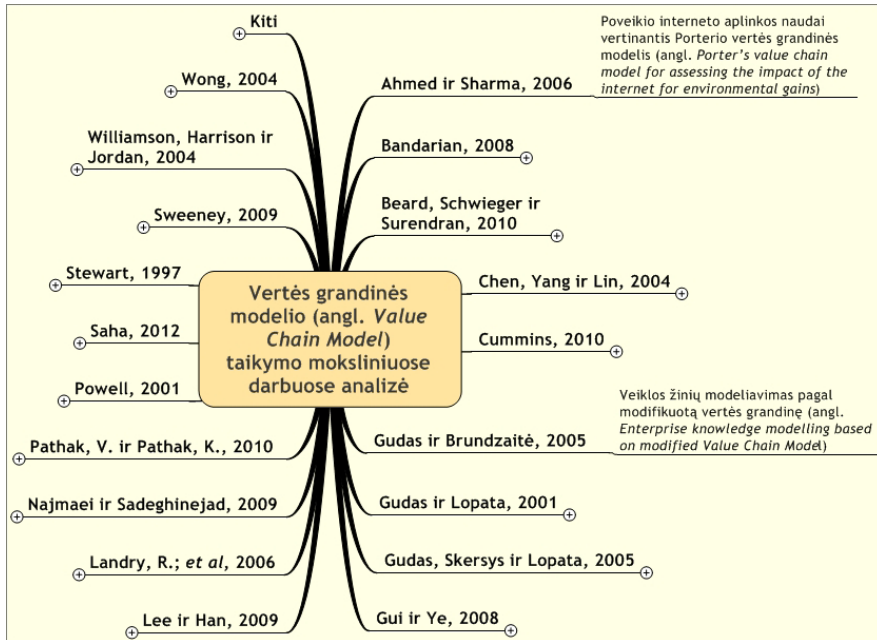 Kiti
Wong, 2004
Williamson, Harrison ir
Jordan, 2004
Sweeney, 2009
Stewart, 1997
Saha, 2012
Powell, 2001
Pathak, V. ir Pathak, K., 2010
Najmaei ir Sadeghinejad, 2009
Landry, R.; et al, 2006
Lee ir Han, 2009
Vertės grandinės
modelio (angl. Value
Chain Model)
taikymo moksliniuose
darbuose analizė
Ahmed ir Sharma, 2006
Poveikio interneto aplinkos naudai
vertinantis Porterio vertės grandinės
modelis (angl. Porter's value chain
model for assessing the impact of the
internet for environmental gains)
Bandarian, 2008
Beard, Schwieger ir
Surendran, 2010
Chen, Yang ir Lin, 2004
Cummins, 2010
Gudas ir Brundzaitė, 2005
Veiklos žinių modeliavimas pagal
modifikuotą vertės grandinę (angl.
Enterprise knowledge modelling based
on modified Value Chain Model)
Gudas ir Lopata, 2001
Gudas, Skersys ir Lopata, 2005
Gui ir Ye, 2008